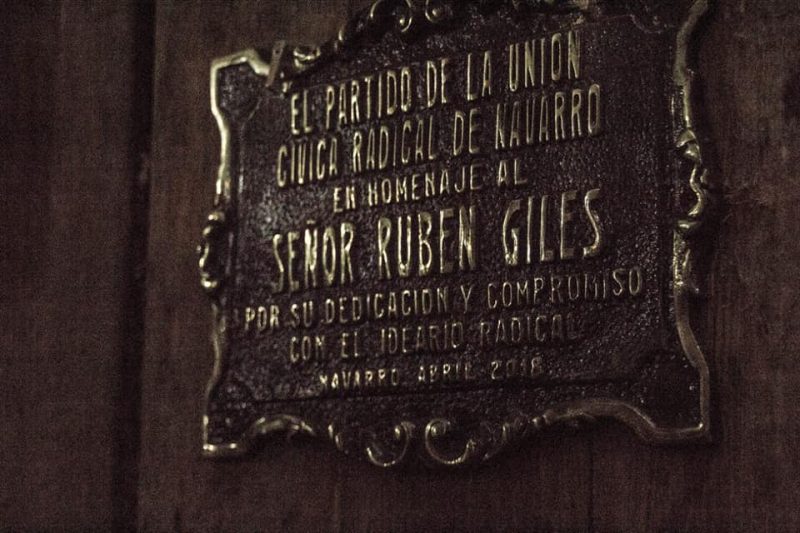 EL PARTIDO DE LA UNION
CIVICA RADICAL DE NAVARRO
EN HOMENAJE AL
SEÑOR RUBEN GILES
POR SU DEDICACION Y COMPROMISO
CON EL IDEARIO RADICAL
NAVARRO ABRIL 2018